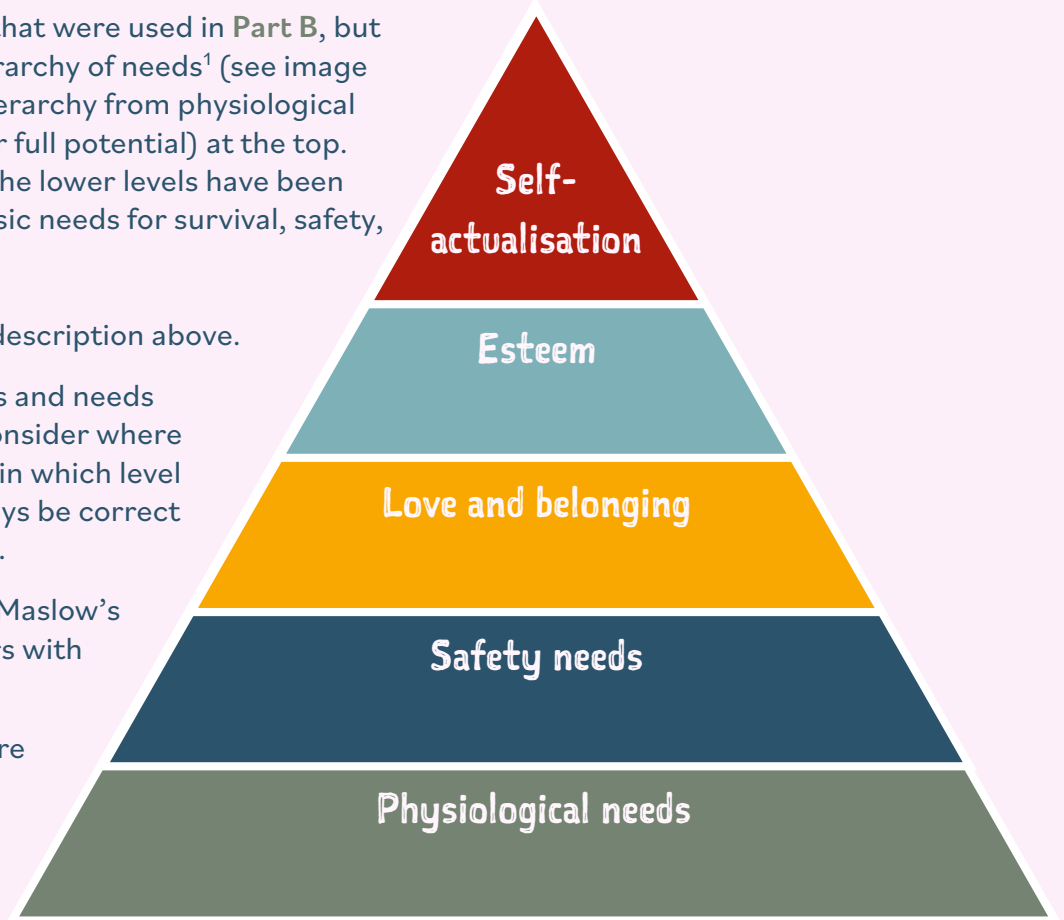 that were used in Part B, but
rarchy of needs¹ (see image
erarchy from physiological
r full potential) at the top.
he lower levels have been
sic needs for survival, safety,
description above.
s and needs
onsider where
in which level
ys be correct
.
Maslow's
rs with
re
Self-
actualisation
Esteem
Love and belonging
Safety needs
Physiological needs